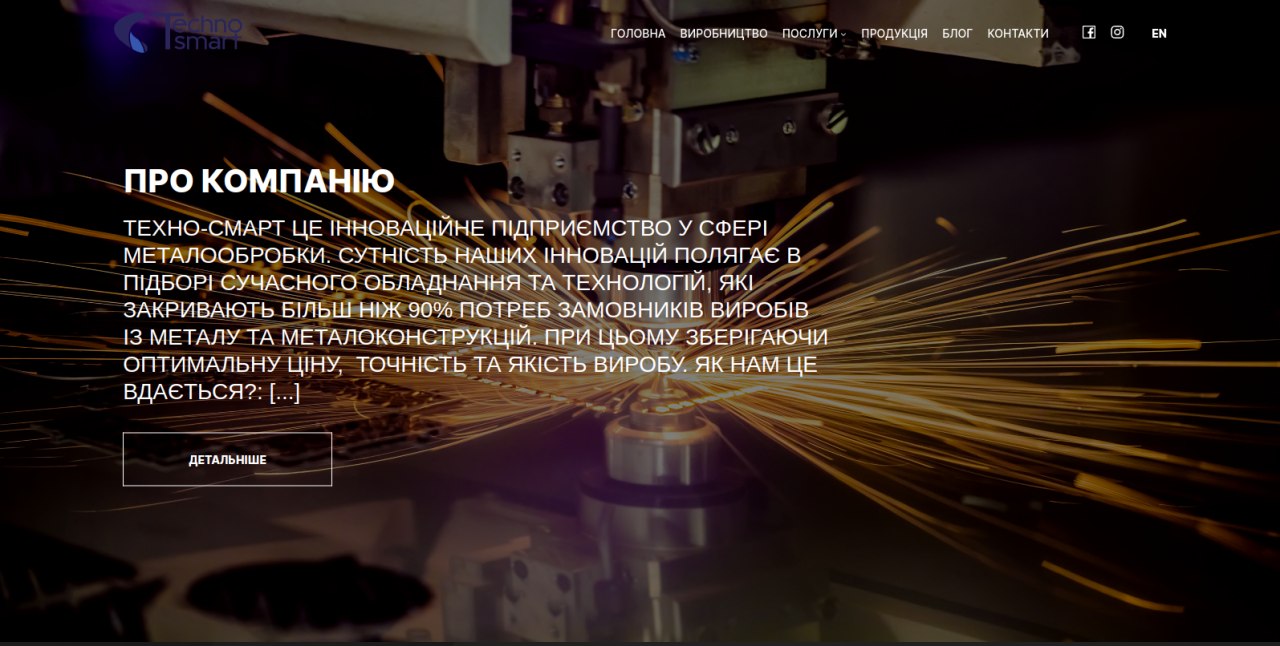 Techno
smart
ГОЛОВНА ВИРОБНИЦТВО ПОСЛУГИ ПРОДУКЦІЯ БЛОГ КОНТАКТИ EN
ПРО КОМПАНІЮ
ТЕХНО-СМАРТ ЦЕ ІННОВАЦІЙНЕ ПІДПРИЄМСТВО У СФЕРІ
МЕТАЛООБРОБКИ. СУТНІСТЬ НАШИХ ІННОВАЦІЙ ПОЛЯГАЄ В
ПІДБОРІ СУЧАСНОГО ОБЛАДНАННЯ ТА ТЕХНОЛОГІЙ, ЯКІ
ЗАКРИВАЮТЬ БІЛЬШ НІЖ 90% ПОТРЕБ ЗАМОВНИКІВ ВИРОБІВ
ІЗ МЕТАЛУ ТА МЕТАЛОКОНСТРУКЦІЙ. ПРИ ЦЬОМУ ЗБЕРІГАЮЧИ
ОПТИМАЛЬНУ ЦІНУ,  ТОЧНІСТЬ ТА ЯКІСТЬ ВИРОБУ. ЯК НАМ ЦЕ
ВДАЄТЬСЯ?: [...]
ДЕТАЛЬНІШЕ